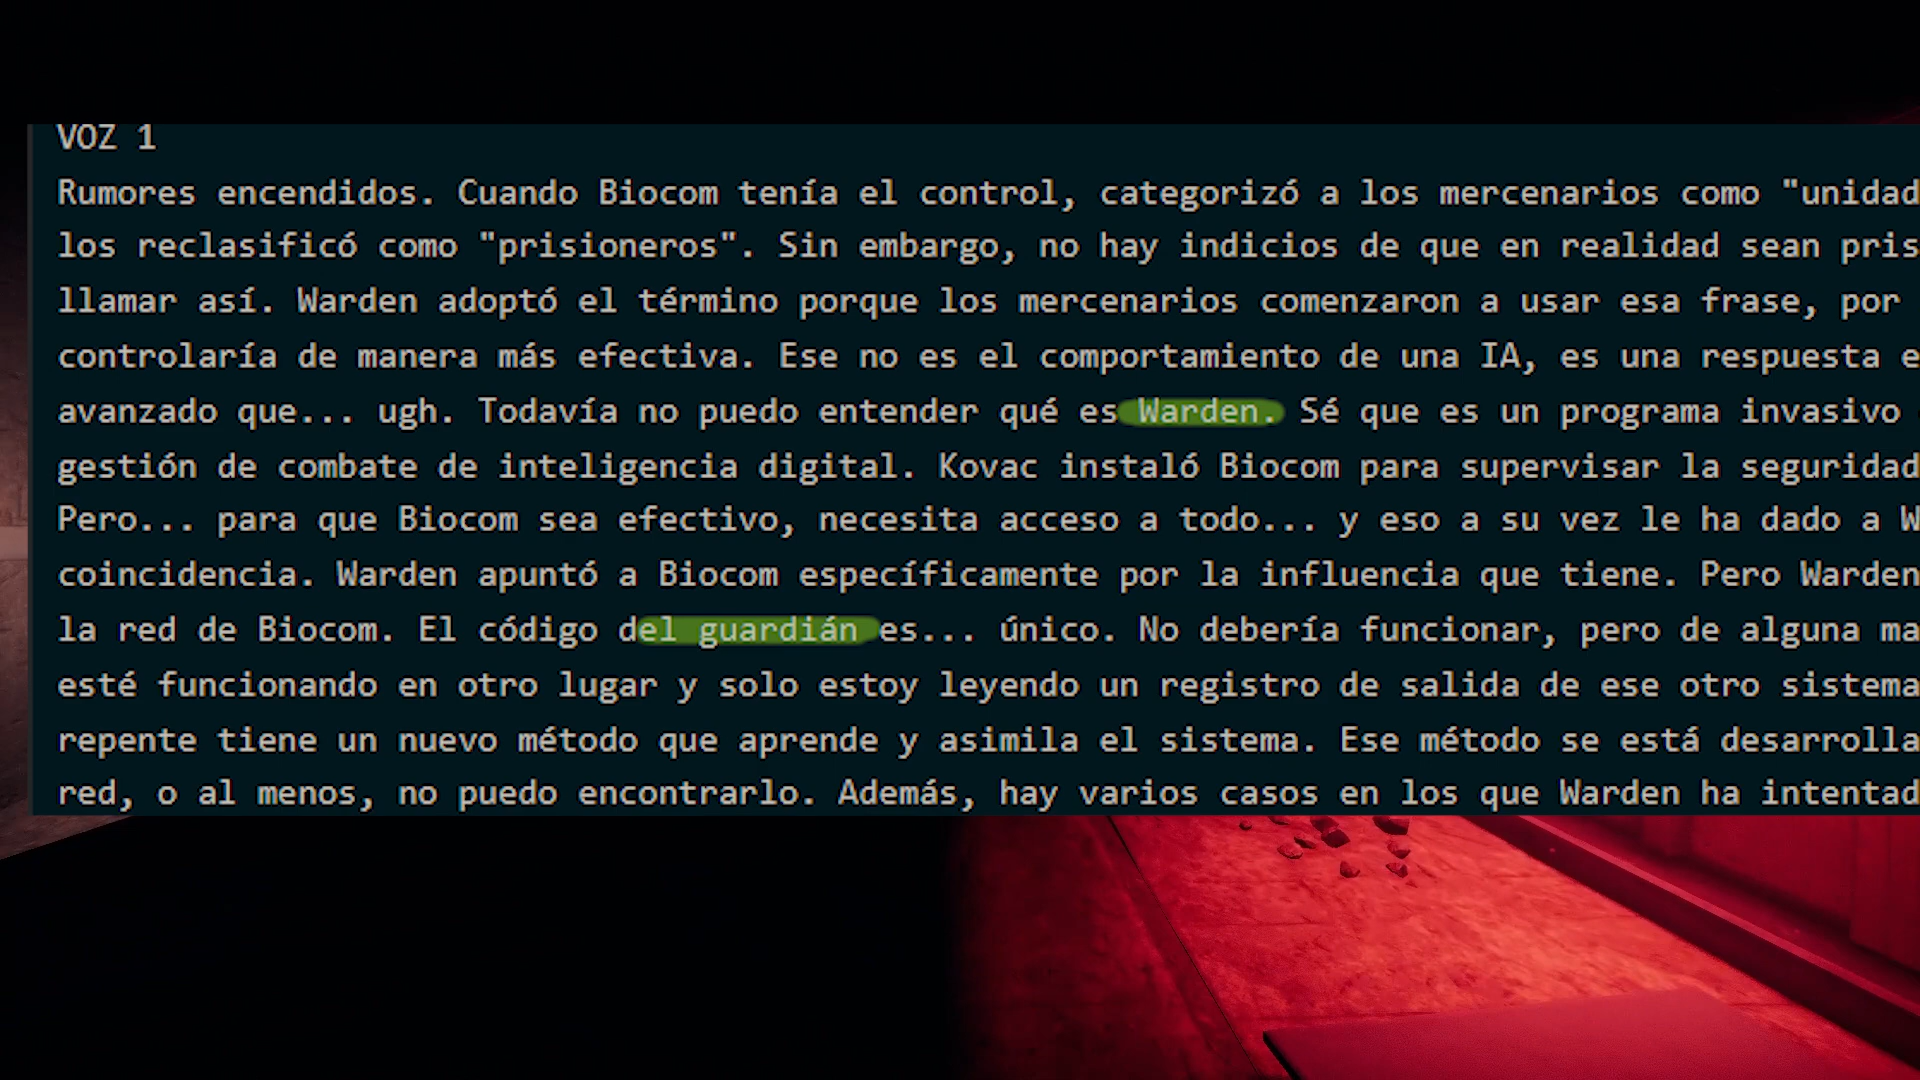 VOZ 1
Rumores encendidos. Cuando Biocom tenía el control, categorizó a los mercenarios como "unidad
los reclasificó como "prisioneros". Sin embargo, no hay indicios de que en realidad sean pris
llamar así. Warden adoptó el término porque los mercenarios comenzaron a usar esa frase, por
controlaría de manera más efectiva. Ese no es el comportamiento de una IA, es una respuesta e
avanzado que... ugh. Todavía no puedo entender qué es Warden. Sé que es un programa invasivo
gestión de combate de inteligencia digital. Kovac instaló Biocom para supervisar la seguridad
Pero... para que Biocom sea efectivo, necesita acceso a todo... y eso a su vez le ha dado a W
coincidencia. Warden apuntó a Biocom específicamente por la influencia que tiene. Pero Warden
la red de Biocom. El código del guardián es... único. No debería funcionar, pero de alguna ma
esté funcionando en otro lugar y solo estoy leyendo un registro de salida de ese otro sistema
repente tiene un nuevo método que aprende y asimila el sistema. Ese método se está desarrolla
red, o al menos, no puedo encontrarlo. Además, hay varios casos en los que Warden ha intentad